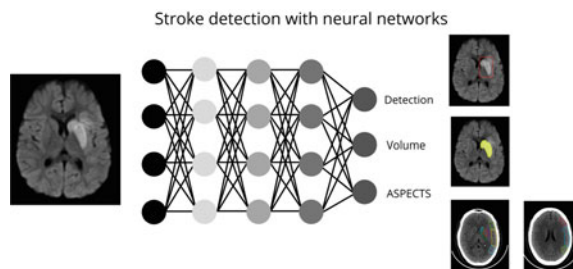 Stroke detection with neural networks
Detection
Volume
ASPECTS